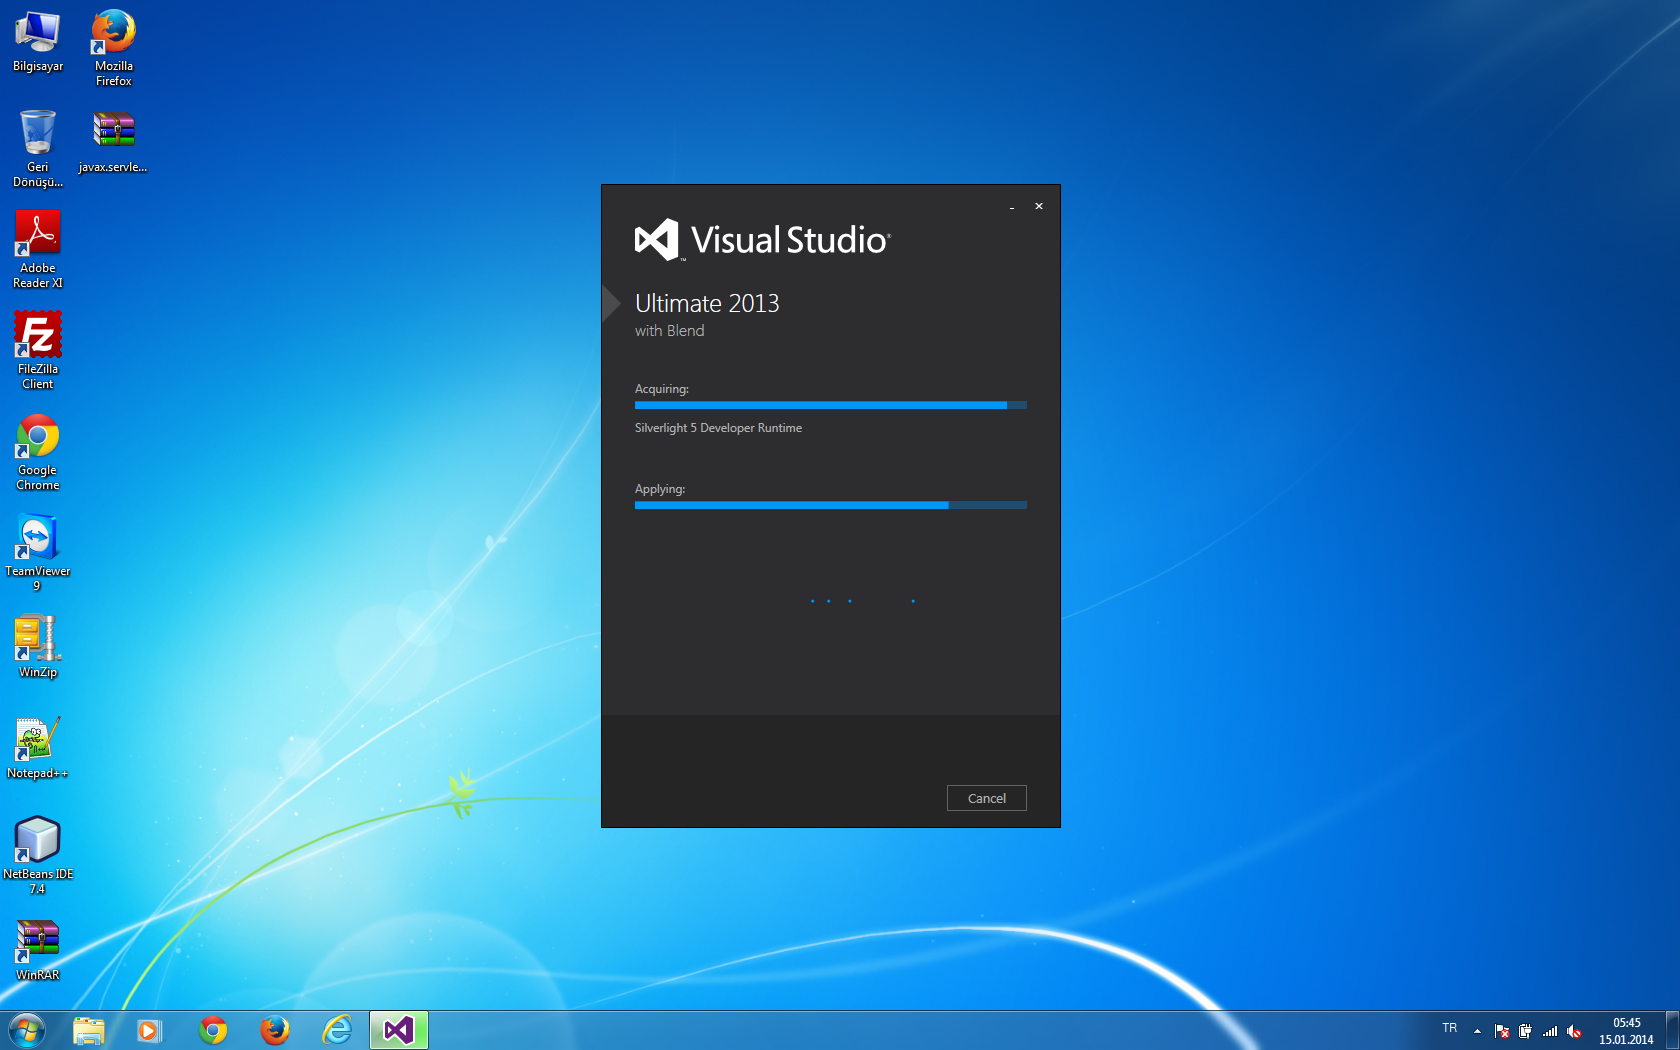 Bilgisayar
Mozilla
Firefox
Geri
Dönüşü...
javax.servle...
Adobe
Reader XI
FileZilla
Client
Google
Chrome
TeamViewer
9
WinZip
Notepad++
NetBeans IDE
7.4
WinRAR
Visual Studio®
Ultimate 2013
with Blend
Acquiring:
Silverlight 5 Developer Runtime
Applying:
Cancel
TR
05:45
15.01.2014